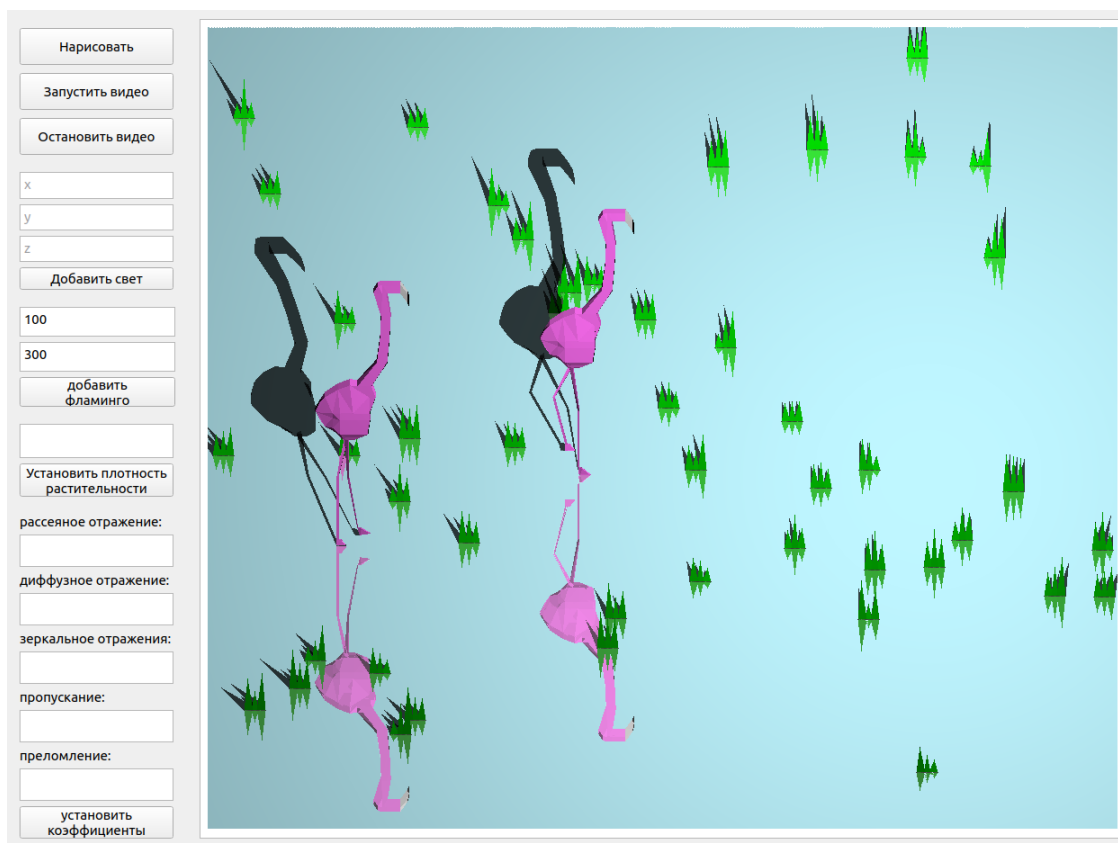 Нарисовать
Запустить видео
Остановить видео
x
y
z
Добавить свет
100
300
добавить
фламинго
Установить плотность
растительности
рассеяное отражение:
диффузное отражение:
зеркальное отражения:
пропускание:
преломление:
установить
коэффициенты